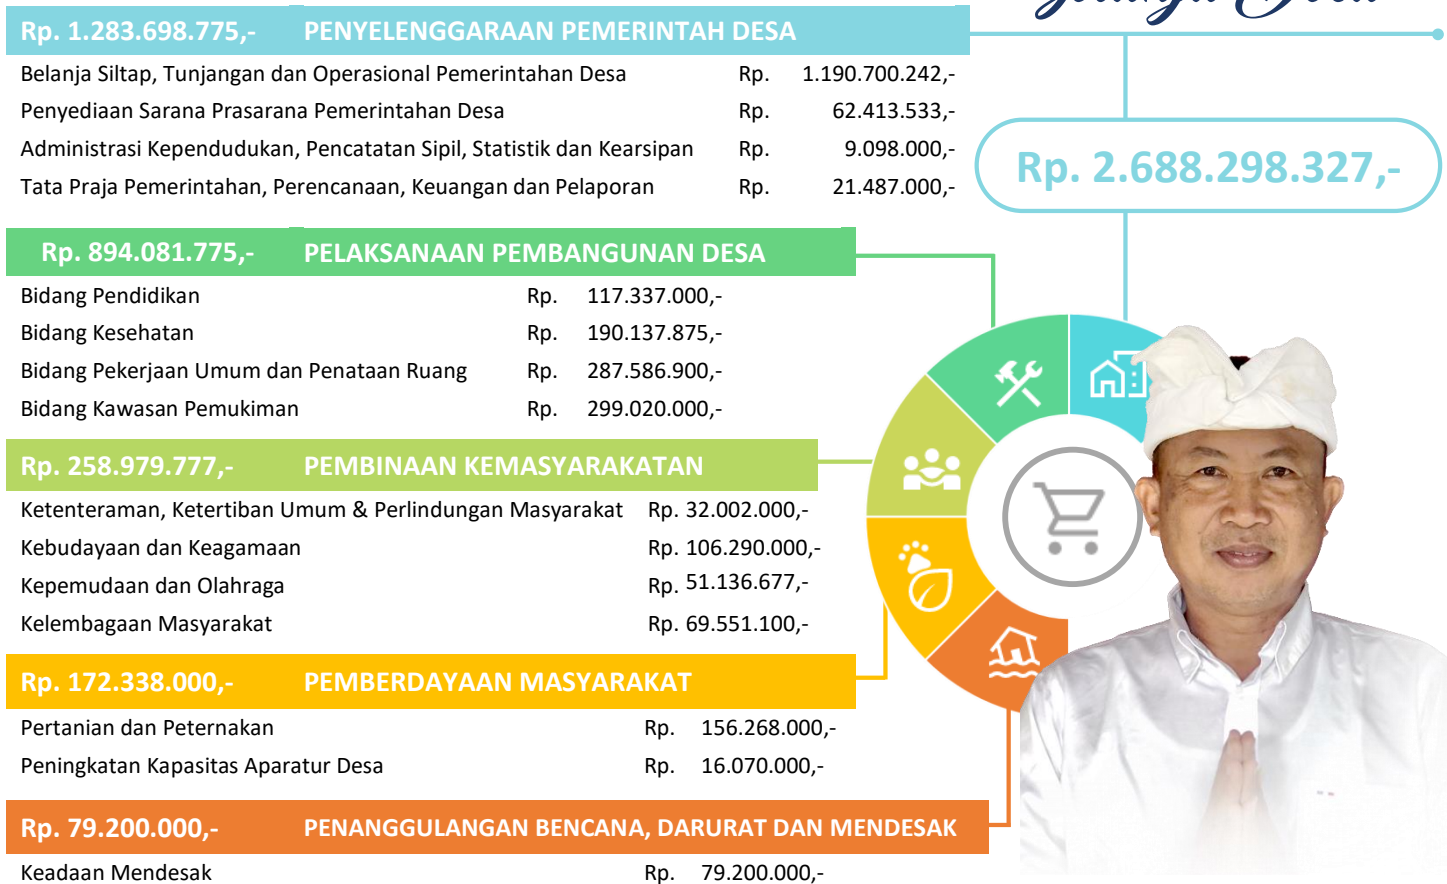 Belanja Desa
Rp. 1.283.698.775,- PENYELENGGARAAN PEMERINTAH DESA
Belanja Siltap, Tunjangan dan Operasional Pemerintahan Desa Rp. 1.190.700.242,-
Penyediaan Sarana Prasarana Pemerintahan Desa Rp. 62.413.533,-
Administrasi Kependudukan, Pencatatan Sipil, Statistik dan Kearsipan Rp. 9.098.000,-
Tata Praja Pemerintahan, Perencanaan, Keuangan dan Pelaporan Rp. 21.487.000,-
Rp. 2.688.298.327,-
Rp. 894.081.775,- PELAKSANAAN PEMBANGUNAN DESA
Bidang Pendidikan Rp. 117.337.000,-
Bidang Kesehatan Rp. 190.137.875,-
Bidang Pekerjaan Umum dan Penataan Ruang Rp. 287.586.900,-
Bidang Kawasan Pemukiman Rp. 299.020.000,-
Rp. 258.979.777,- PEMBINAAN KEMASYARAKATAN
Ketenteraman, Ketertiban Umum & Perlindungan Masyarakat Rp. 32.002.000,-
Kebudayaan dan Keagamaan Rp. 106.290.000,-
Kepemudaan dan Olahraga Rp. 51.136.677,-
Kelembagaan Masyarakat Rp. 69.551.100,-
Rp. 172.338.000,- PEMBERDAYAAN MASYARAKAT
Pertanian dan Peternakan Rp. 156.268.000,-
Peningkatan Kapasitas Aparatur Desa Rp. 16.070.000,-
Rp. 79.200.000,- PENANGGULANGAN BENCANA, DARURAT DAN MENDESAK
Keadaan Mendesak Rp. 79.200.000,-